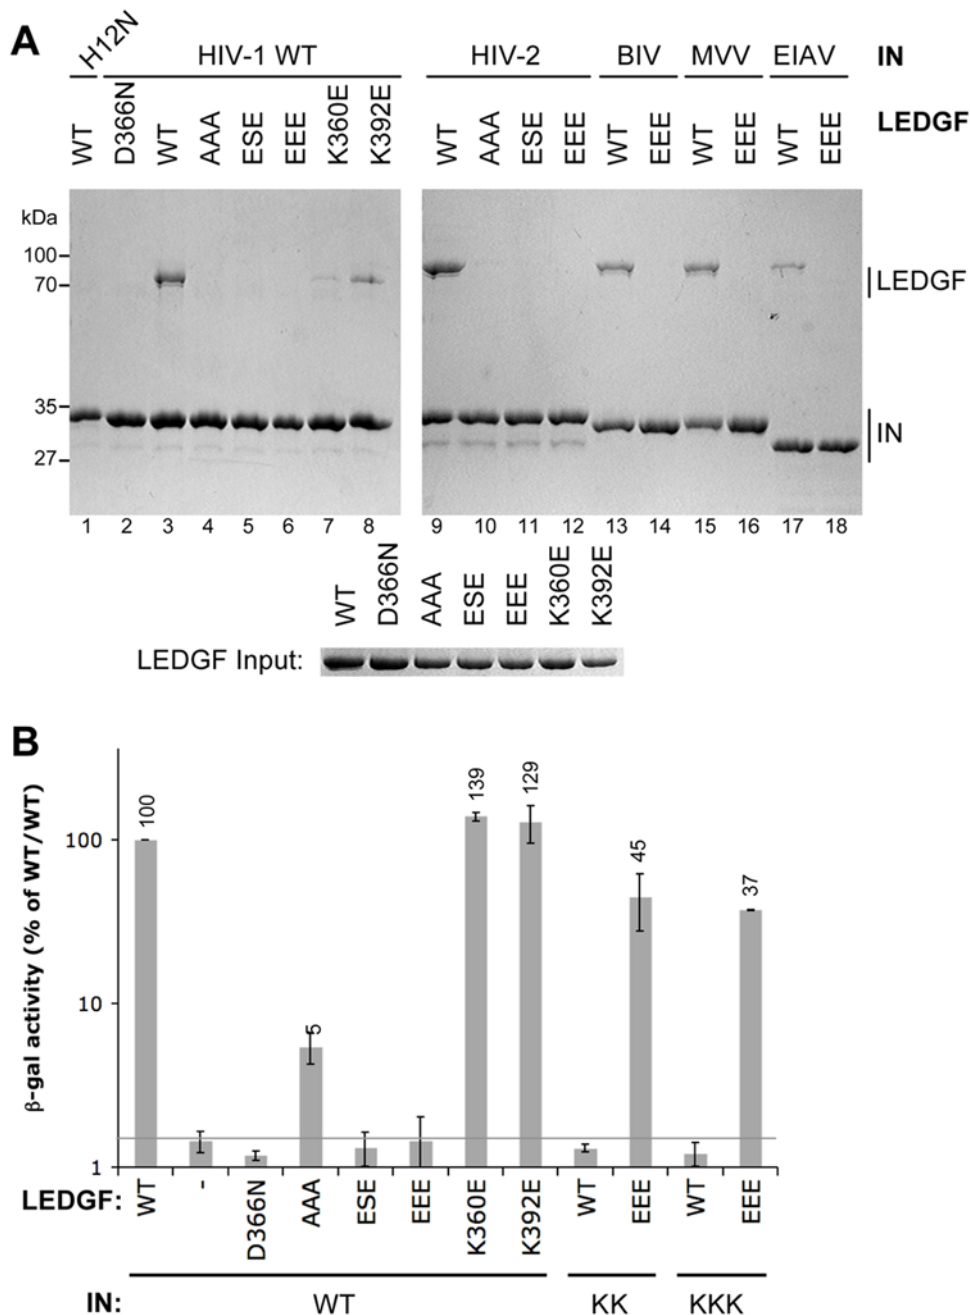 A
H12N HIV-1 WT HIV-2 BIV MVV EIAV IN
WT D366N WT AAA ESE EEE K360E K392E WT AAA ESE EEE WT EEE WT EEE WT EEE LEDGF
kDa
100
70
LEDGF
35
IN
27
1 2 3 4 5 6 7 8 9 10 11 12 13 14 15 16 17 18
WT D366N AAA ESE EEE K360E K392E
LEDGF Input:
B
β-gal activity (% of WT/WT)
100 5 139 129 45 37
100
10
1
LEDGF: WT - D366N AAA ESE EEE K360E K392E WT EEE WT EEE
IN: WT KK KKK